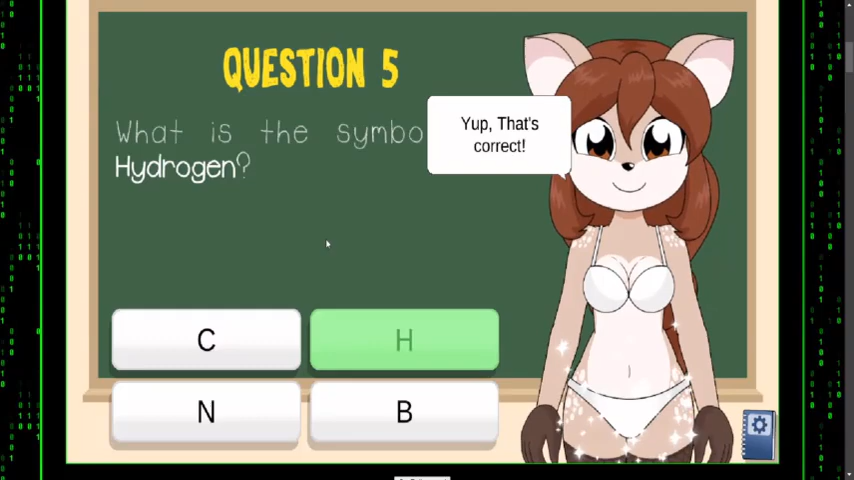 QUESTION 5
What is the symbo
Hydrogen?
Yup, That's
correct!
C
H
N
B